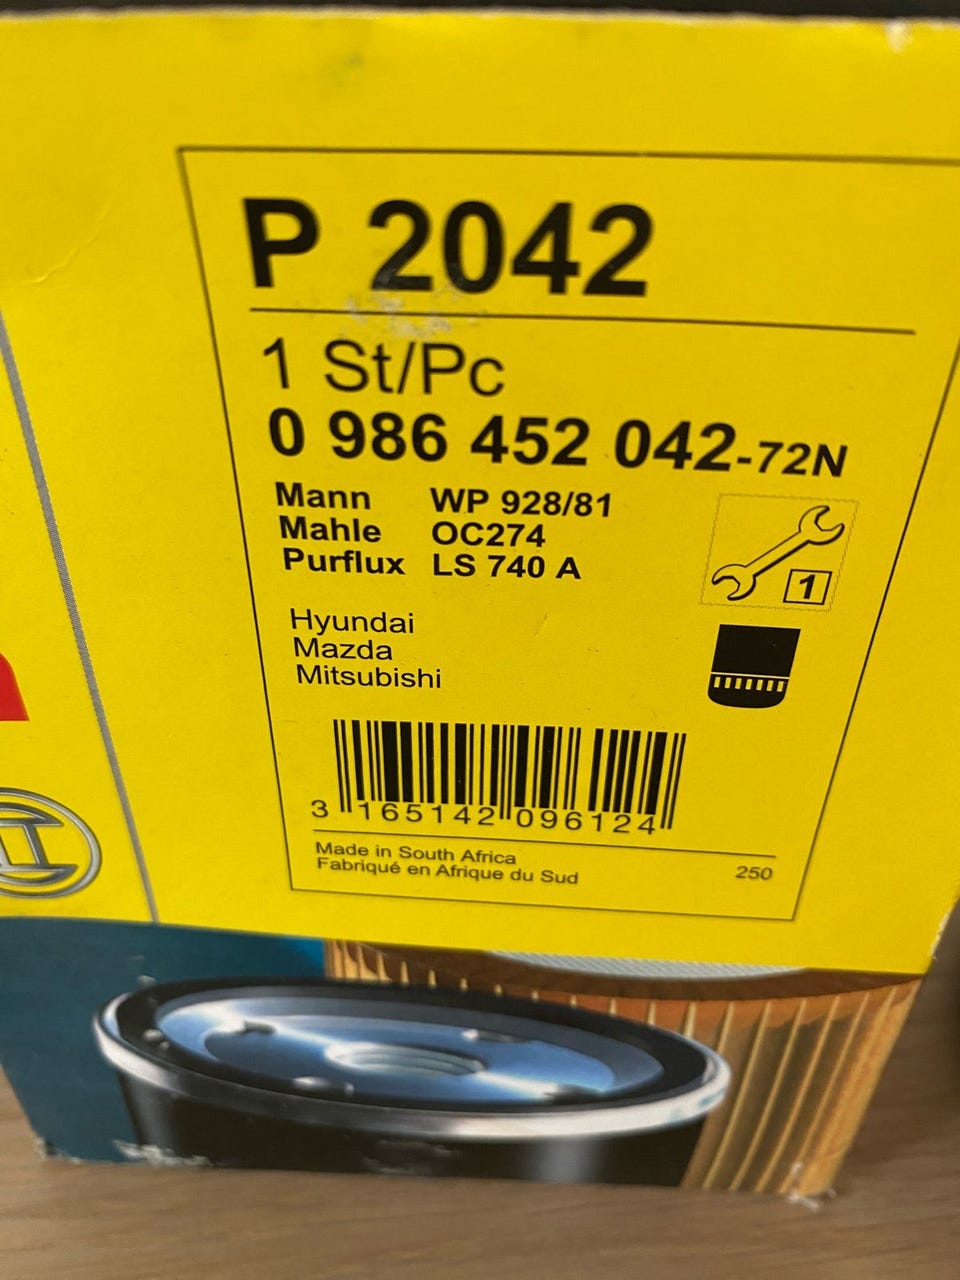 P 2042
1 St/Pc
0 986 452 042-72N
Mann WP 928/81
Mahle OC274
Purflux LS 740 A
1
Hyundai
Mazda
Mitsubishi
3 165142 096124
Made in South Africa
Fabriqué en Afrique du Sud
250